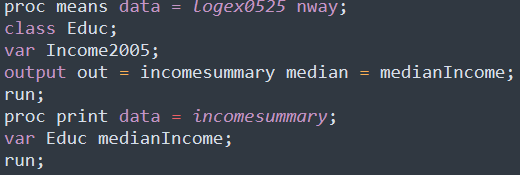 proc means data = logex0525 nway;
class Educ;
var Income2005;
output out = incomesummary median = medianIncome;
run;
proc print data = incomesummary;
var Educ medianIncome;
run;